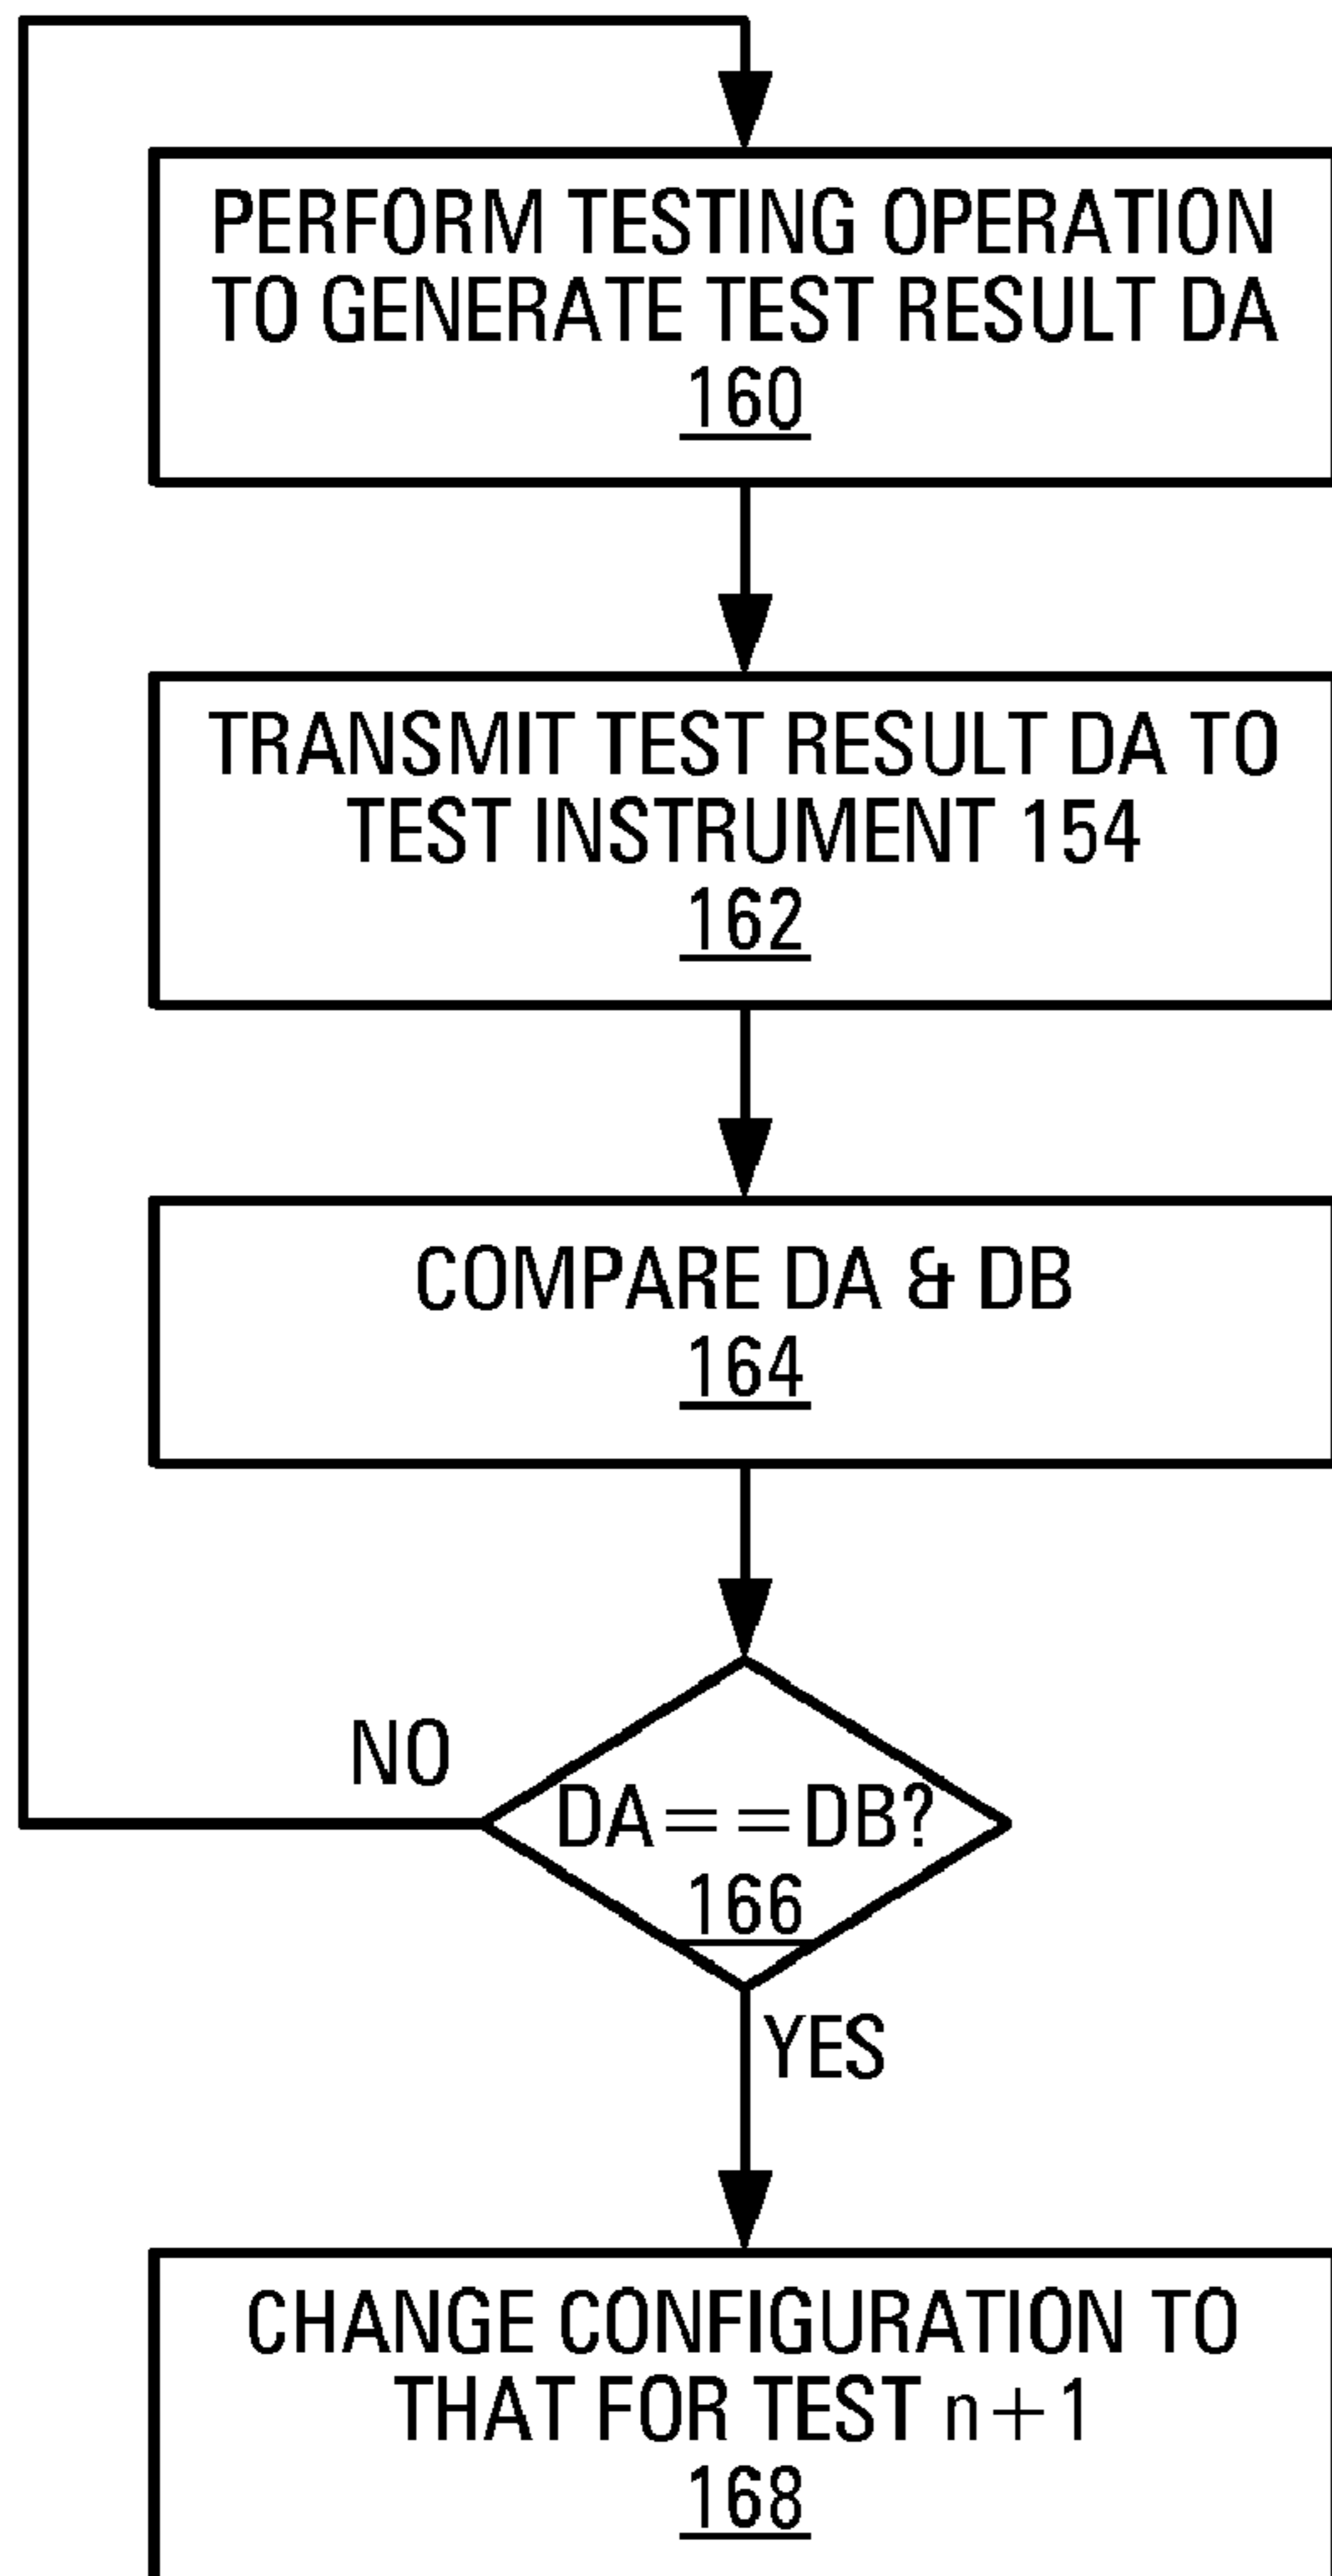 PERFORM TESTING OPERATION
TO GENERATE TEST RESULT DA
160
TRANSMIT TEST RESULT DA TO
TEST INSTRUMENT 154
162
COMPARE DA & DB
164
NO
DA==DB?
166
YES
CHANGE CONFIGURATION TO
THAT FOR TEST n+1
168